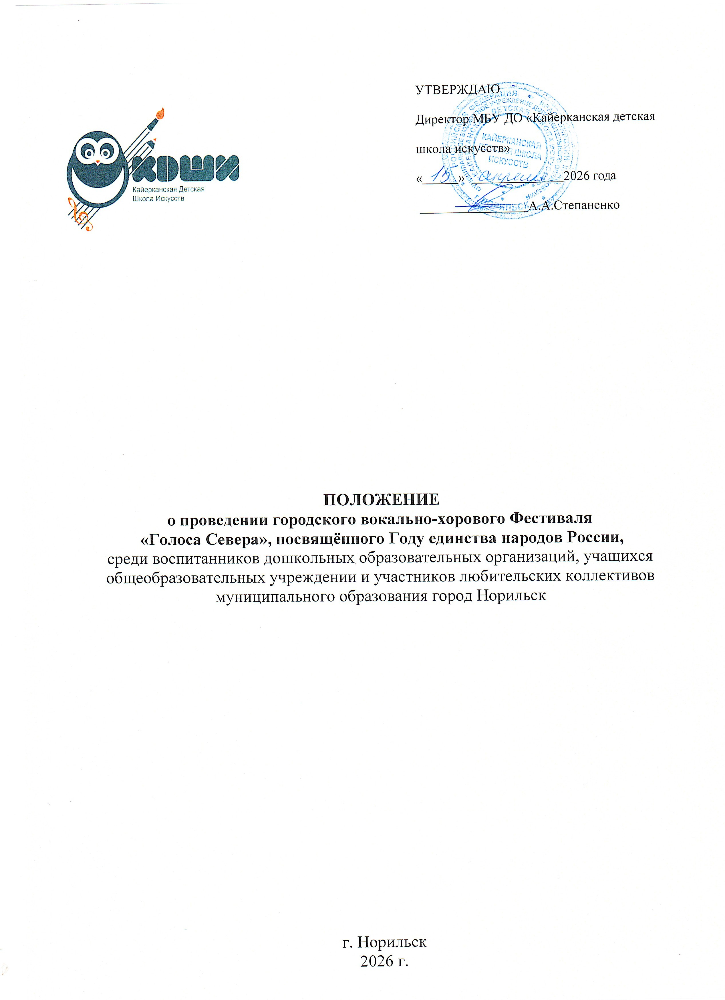 УТВЕРЖДАЮ
Директор МБУ ДО «Кайерканская детская
школа искусств»
«15» апреля 2026 года
А.А.Степаненко
КАЙЕРКАНСКАЯ
ДЕТСКАЯ ШКОЛА
ИСКУССТВ
КОШИ
Кайерканская Детская
Школа Искусств
ПОЛОЖЕНИЕ
о проведении городского вокально-хорового Фестиваля
«Голоса Севера», посвящённого Году единства народов России,
среди воспитанников дошкольных образовательных организаций, учащихся
общеобразовательных учреждении и участников любительских коллективов
муниципального образования город Норильск
г. Норильск
2026 г.